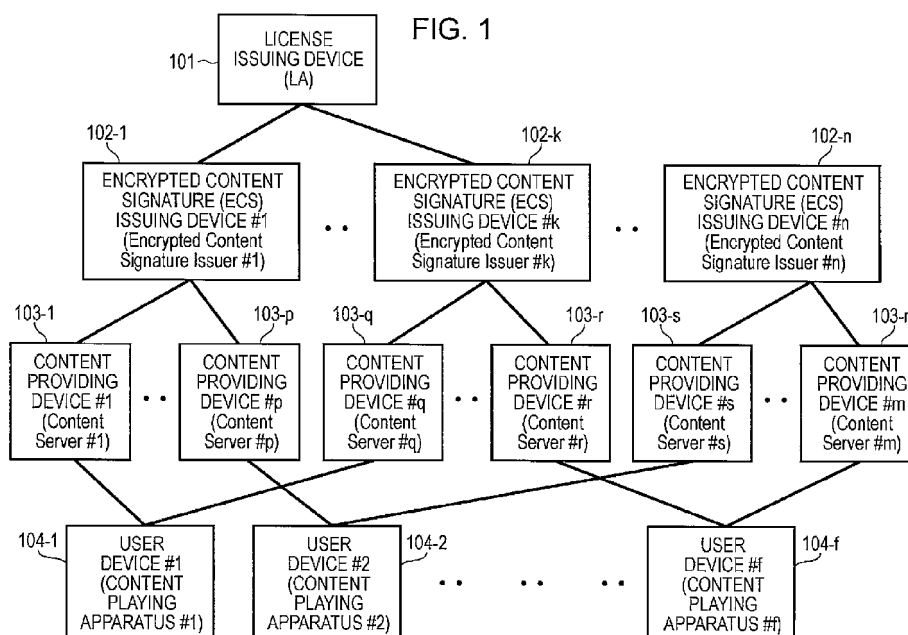 FIG. 1
101
LICENSE
ISSUING DEVICE
(LA)
102-1
ENCRYPTED CONTENT
SIGNATURE (ECS)
ISSUING DEVICE #1
(Encrypted Content
Signature Issuer #1)
102-k
ENCRYPTED CONTENT
SIGNATURE (ECS)
ISSUING DEVICE #k
(Encrypted Content
Signature Issuer #k)
102-n
ENCRYPTED CONTENT
SIGNATURE (ECS)
ISSUING DEVICE #n
(Encrypted Content
Signature Issuer #n)
103-1
CONTENT
PROVIDING
DEVICE #1
(Content
Server #1)
103-p
CONTENT
PROVIDING
DEVICE #p
(Content
Server #p)
103-q
CONTENT
PROVIDING
DEVICE #q
(Content
Server #q)
103-r
CONTENT
PROVIDING
DEVICE #r
(Content
Server #r)
103-s
CONTENT
PROVIDING
DEVICE #s
(Content
Server #s)
CONTENT
PROVIDING
DEVICE #m
(Content
Server #m)
104-1
USER
DEVICE #1
(CONTENT
PLAYING
APPARATUS #1)
104-2
USER
DEVICE #2
(CONTENT
PLAYING
APPARATUS #2)
104-f
USER
DEVICE #f
(CONTENT
PLAYING
APPARATUS #f)